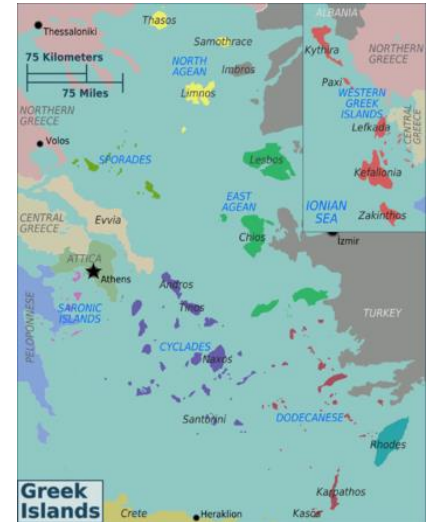 Thessaloniki
75 Kilometers
75 Miles
Thasos
Samothrace
NORTH
AGEAN
Imbros
Limnos
NORTHERN
GREECE
Volos
SPORADES
Lesbos
CENTRAL
GREECE
Evvia
EAST
AGEAN
Chios
ATTICA
Athens
SARONIC
ISLANDS
PELOPONNESE
Andros
Tinos
CYCLADES
Naxos
Santorini
DODECANESE
Rhodes
Karpathos
Kasos
Crete
Heraklion
TURKEY
Izmir
ALBANIA
Kythira
NORTHERN
GREECE
Paxi
WESTERN
GREEK
ISLANDS
Lefkada
CENTRAL
GREECE
Kefallonia
IONIAN
SEA
Zakinthos
Greek
Islands